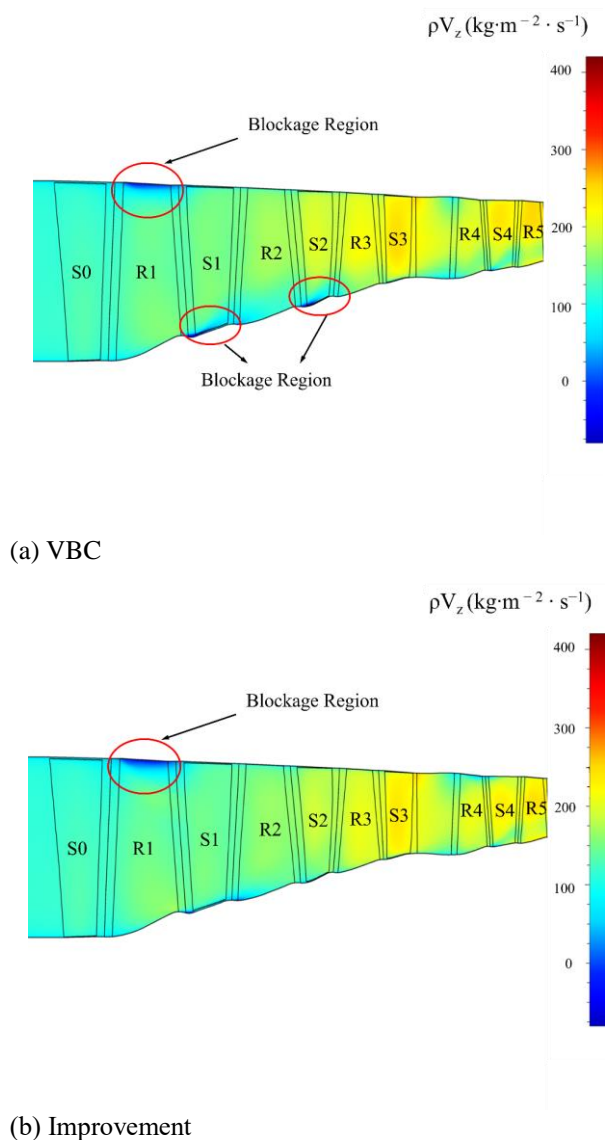 ρV_z (kg·m⁻² · s⁻¹)
400
Blockage Region
300
S0 R1 S1 R2 S2 R3 S3 R4 S4 R5
200
100
Blockage Region
0
(a) VBC
ρV_z (kg·m⁻² · s⁻¹)
400
Blockage Region
300
S0 R1 S1 R2 S2 R3 S3 R4 S4 R5
200
100
0
(b) Improvement